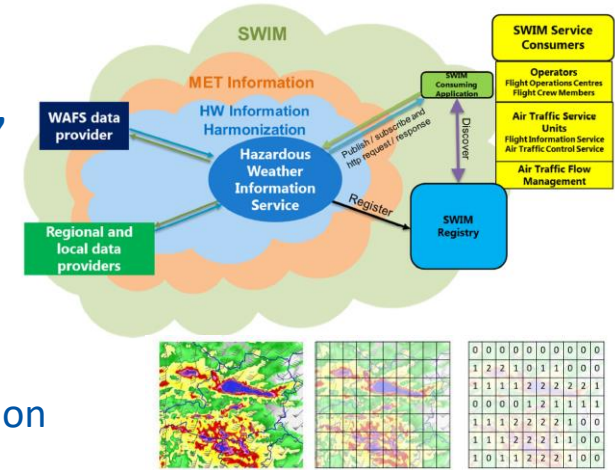 SWIM
MET Information
HW Information
Harmonization
Hazardous
Weather
Information
Service
WAFS data
provider
Regional and
local data
providers
Publish / subscribe and
http request / response
Register
Discover
SWIM
Consuming
Application
SWIM
Registry
SWIM Service
Consumers
Operators
Flight Operations Centres
Flight Crew Members
Air Traffic Service
Units
Flight Information Service
Air Traffic Control Service
Air Traffic Flow
Management
,
on
0 0 0 0 0 0 0 0 0 0
1 2 2 1 0 1 1 0 0 0
1 1 1 1 2 2 2 2 2 1
0 0 0 0 1 2 1 1 1 1
1 1 1 1 2 2 2 1 0 0
1 1 1 1 2 2 2 1 0 0
1 0 1 1 2 2 2 1 1 0